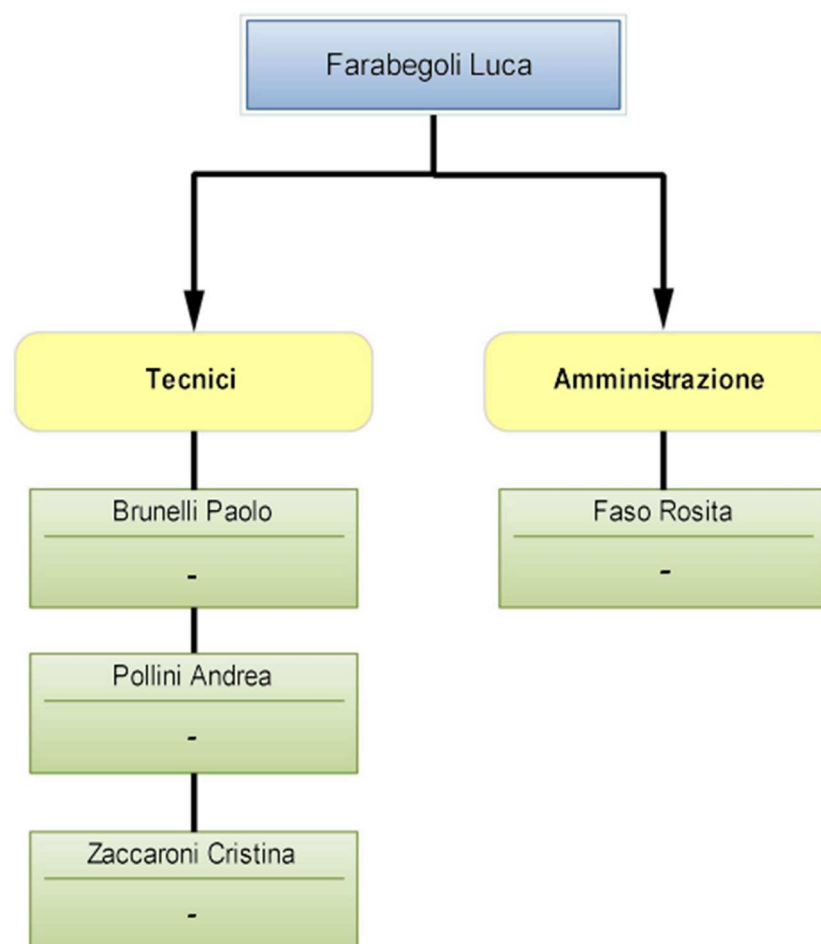 Farabegoli Luca
Tecnici
Amministrazione
Brunelli Paolo
-
Faso Rosita
-
Pollini Andrea
-
Zaccaroni Cristina
-